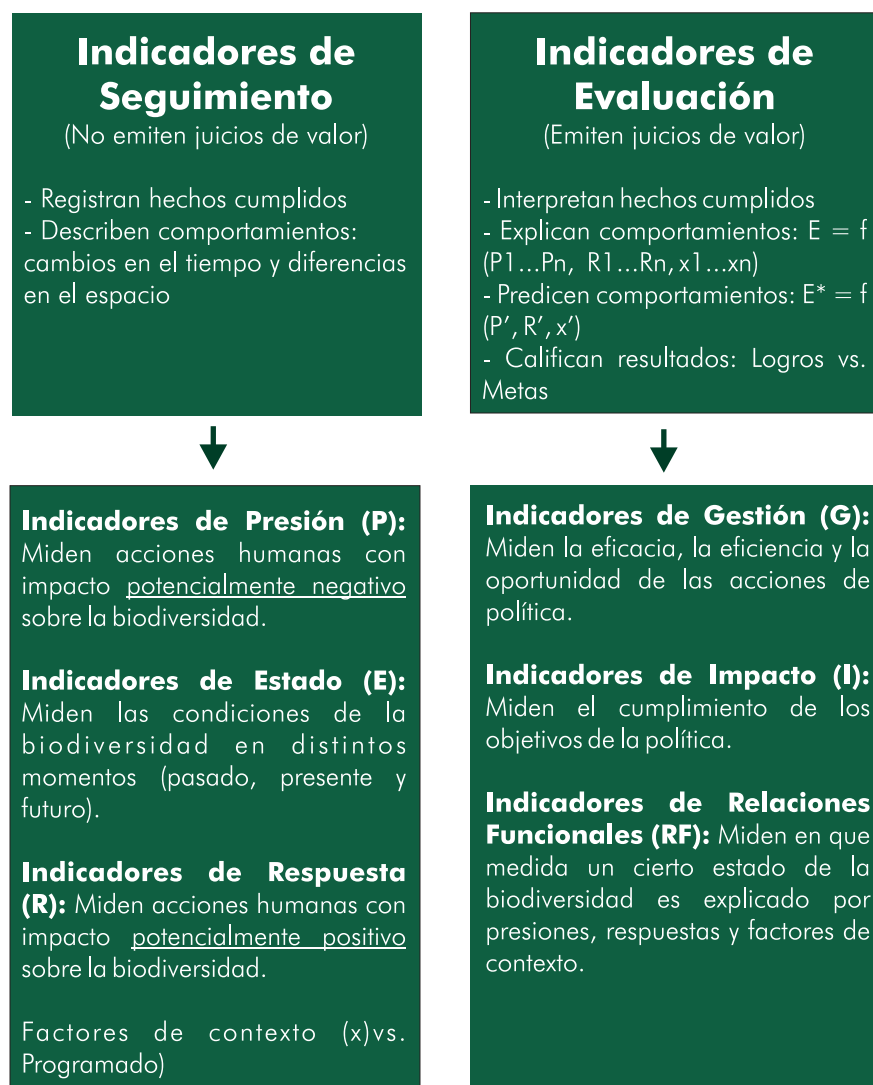 Indicadores de
Seguimiento
(No emiten juicios de valor)
- Registran hechos cumplidos
- Describen comportamientos:
cambios en el tiempo y diferencias
en el espacio
Indicadores de
Evaluación
(Emiten juicios de valor)
- Interpretan hechos cumplidos
- Explican comportamientos: E = f
(P1...Pn, R1...Rn, x1...xn)
- Predicen comportamientos: E* = f
(P’, R’, x’)
- Califican resultados: Logros vs.
Metas
Indicadores de Presión (P):
Miden acciones humanas con
impacto potencialmente negativo
sobre la biodiversidad.
Indicadores de Estado (E):
Miden las condiciones de la
biodiversidad en distintos
momentos (pasado, presente y
futuro).
Indicadores de Respuesta
(R): Miden acciones humanas con
impacto potencialmente positivo
sobre la biodiversidad.
Factores de contexto (x)vs.
Programado)
Indicadores de Gestión (G):
Miden la eficacia, la eficiencia y la
oportunidad de las acciones de
política.
Indicadores de Impacto (I):
Miden el cumplimiento de los
objetivos de la política.
Indicadores de Relaciones
Funcionales (RF): Miden en que
medida un cierto estado de la
biodiversidad es explicado por
presiones, respuestas y factores de
contexto.